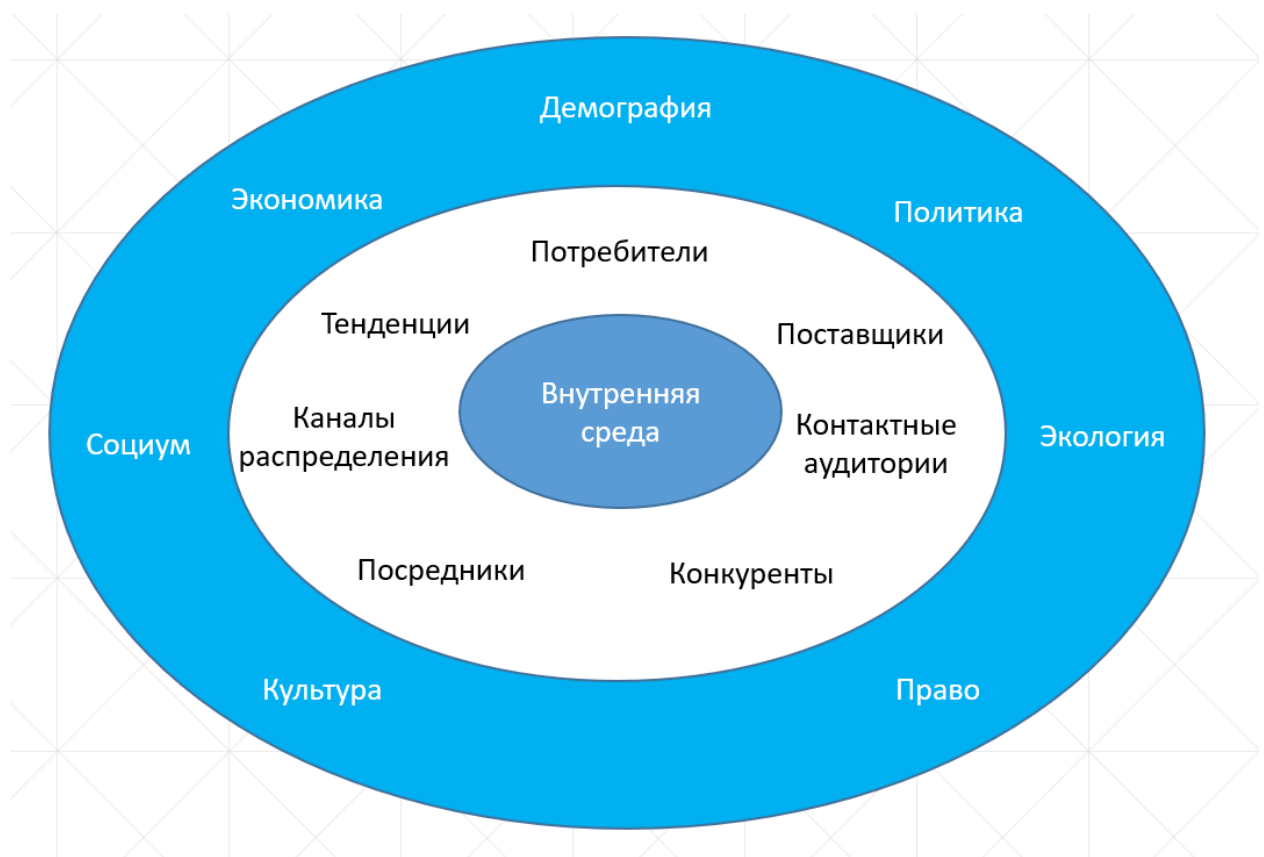 Демография
Экономика
Политика
Потребители
Тенденции
Поставщики
Внутренняя
среда
Каналы
распределения
Контактные
аудитории
Социум
Экология
Посредники
Конкуренты
Культура
Право